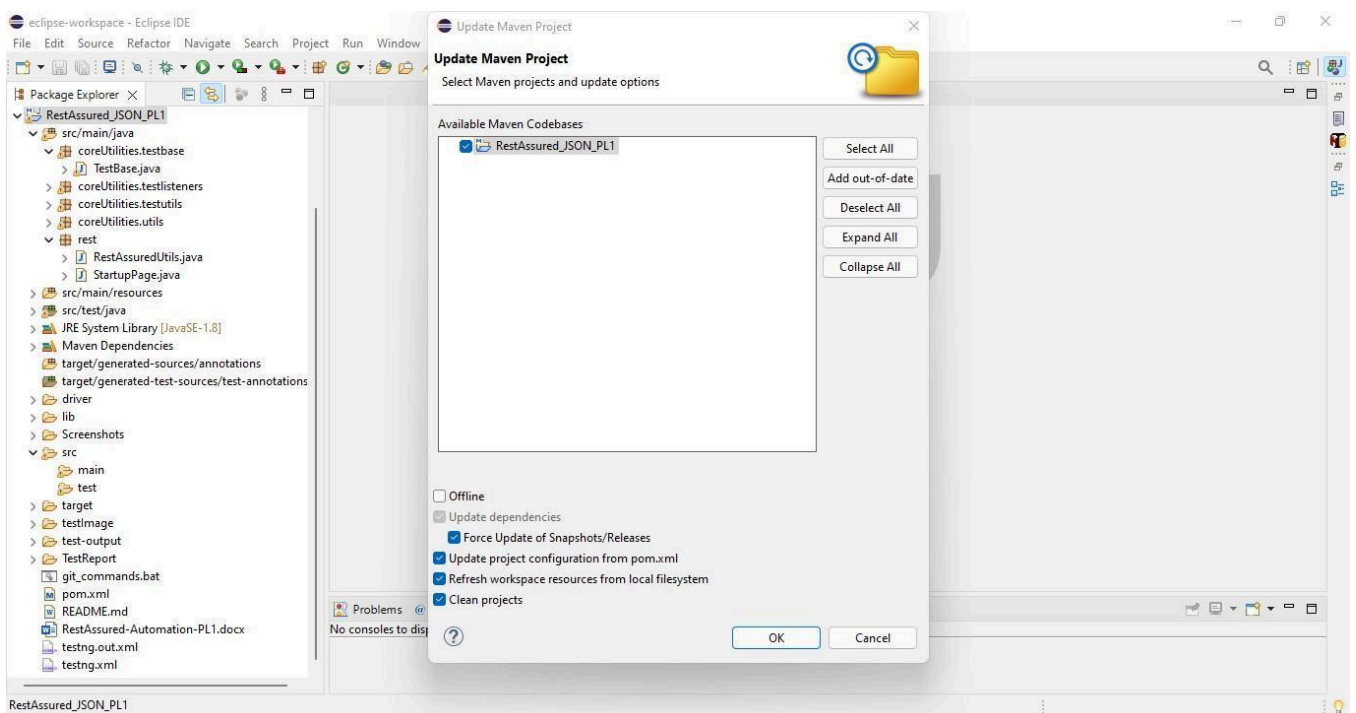 eclipse-workspace - Eclipse IDE
File Edit Source Refactor Navigate Search Project Run Window
Package Explorer
RestAssured_JSON_PL1
src/main/java
coreUtilities.testbase
TestBase.java
coreUtilities.testlisteners
coreUtilities.testutils
coreUtilities.utils
rest
RestAssuredUtils.java
StartupPage.java
src/main/resources
src/test/java
JRE System Library [JavaSE-1.8]
Maven Dependencies
target/generated-sources/annotations
target/generated-test-sources/test-annotations
driver
lib
Screenshots
src
main
test
target
testImage
test-output
TestReport
git_commands.bat
pom.xml
README.md
RestAssured-Automation-PL1.docx
testng.out.xml
testng.xml
RestAssured_JSON_PL1
Problems @
No consoles to disp
Update Maven Project
Update Maven Project
Select Maven projects and update options
Available Maven Codebases
RestAssured_JSON_PL1
Select All
Add out-of-date
Deselect All
Expand All
Collapse All
Offline
Update dependencies
Force Update of Snapshots/Releases
Update project configuration from pom.xml
Refresh workspace resources from local filesystem
Clean projects
OK
Cancel